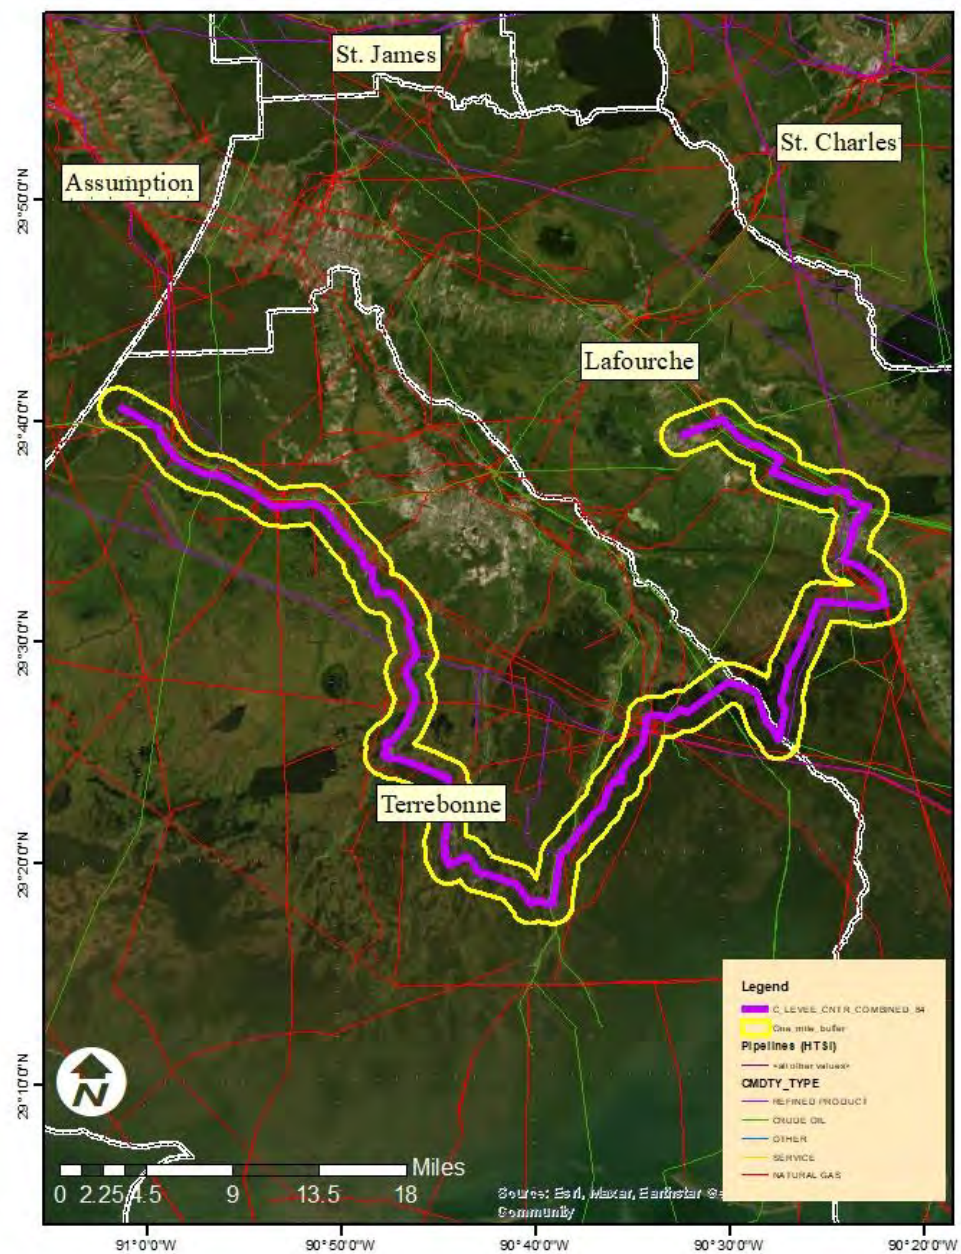 St. James
St. Charles
Assumption
29°50'0"N
Lafourche
29°40'0"N
29°30'0"N
Terrebonne
29°20'0"N
Legend
C_LEVEE_CNTR_COMBINED_84
One_mile_buffer
Pipelines (HTSI)
<all other values>
CMDTY_TYPE
REFINED PRODUCT
CRUDE OIL
OTHER
SERVICE
NATURAL GAS
29°10'0"N
N
Miles
0 2.25 4.5 9 13.5 18
Source: Esri, Maxar, Earthstar Ge
Community
91°0'0"W 90°50'0"W 90°40'0"W 90°30'0"W 90°20'0"W